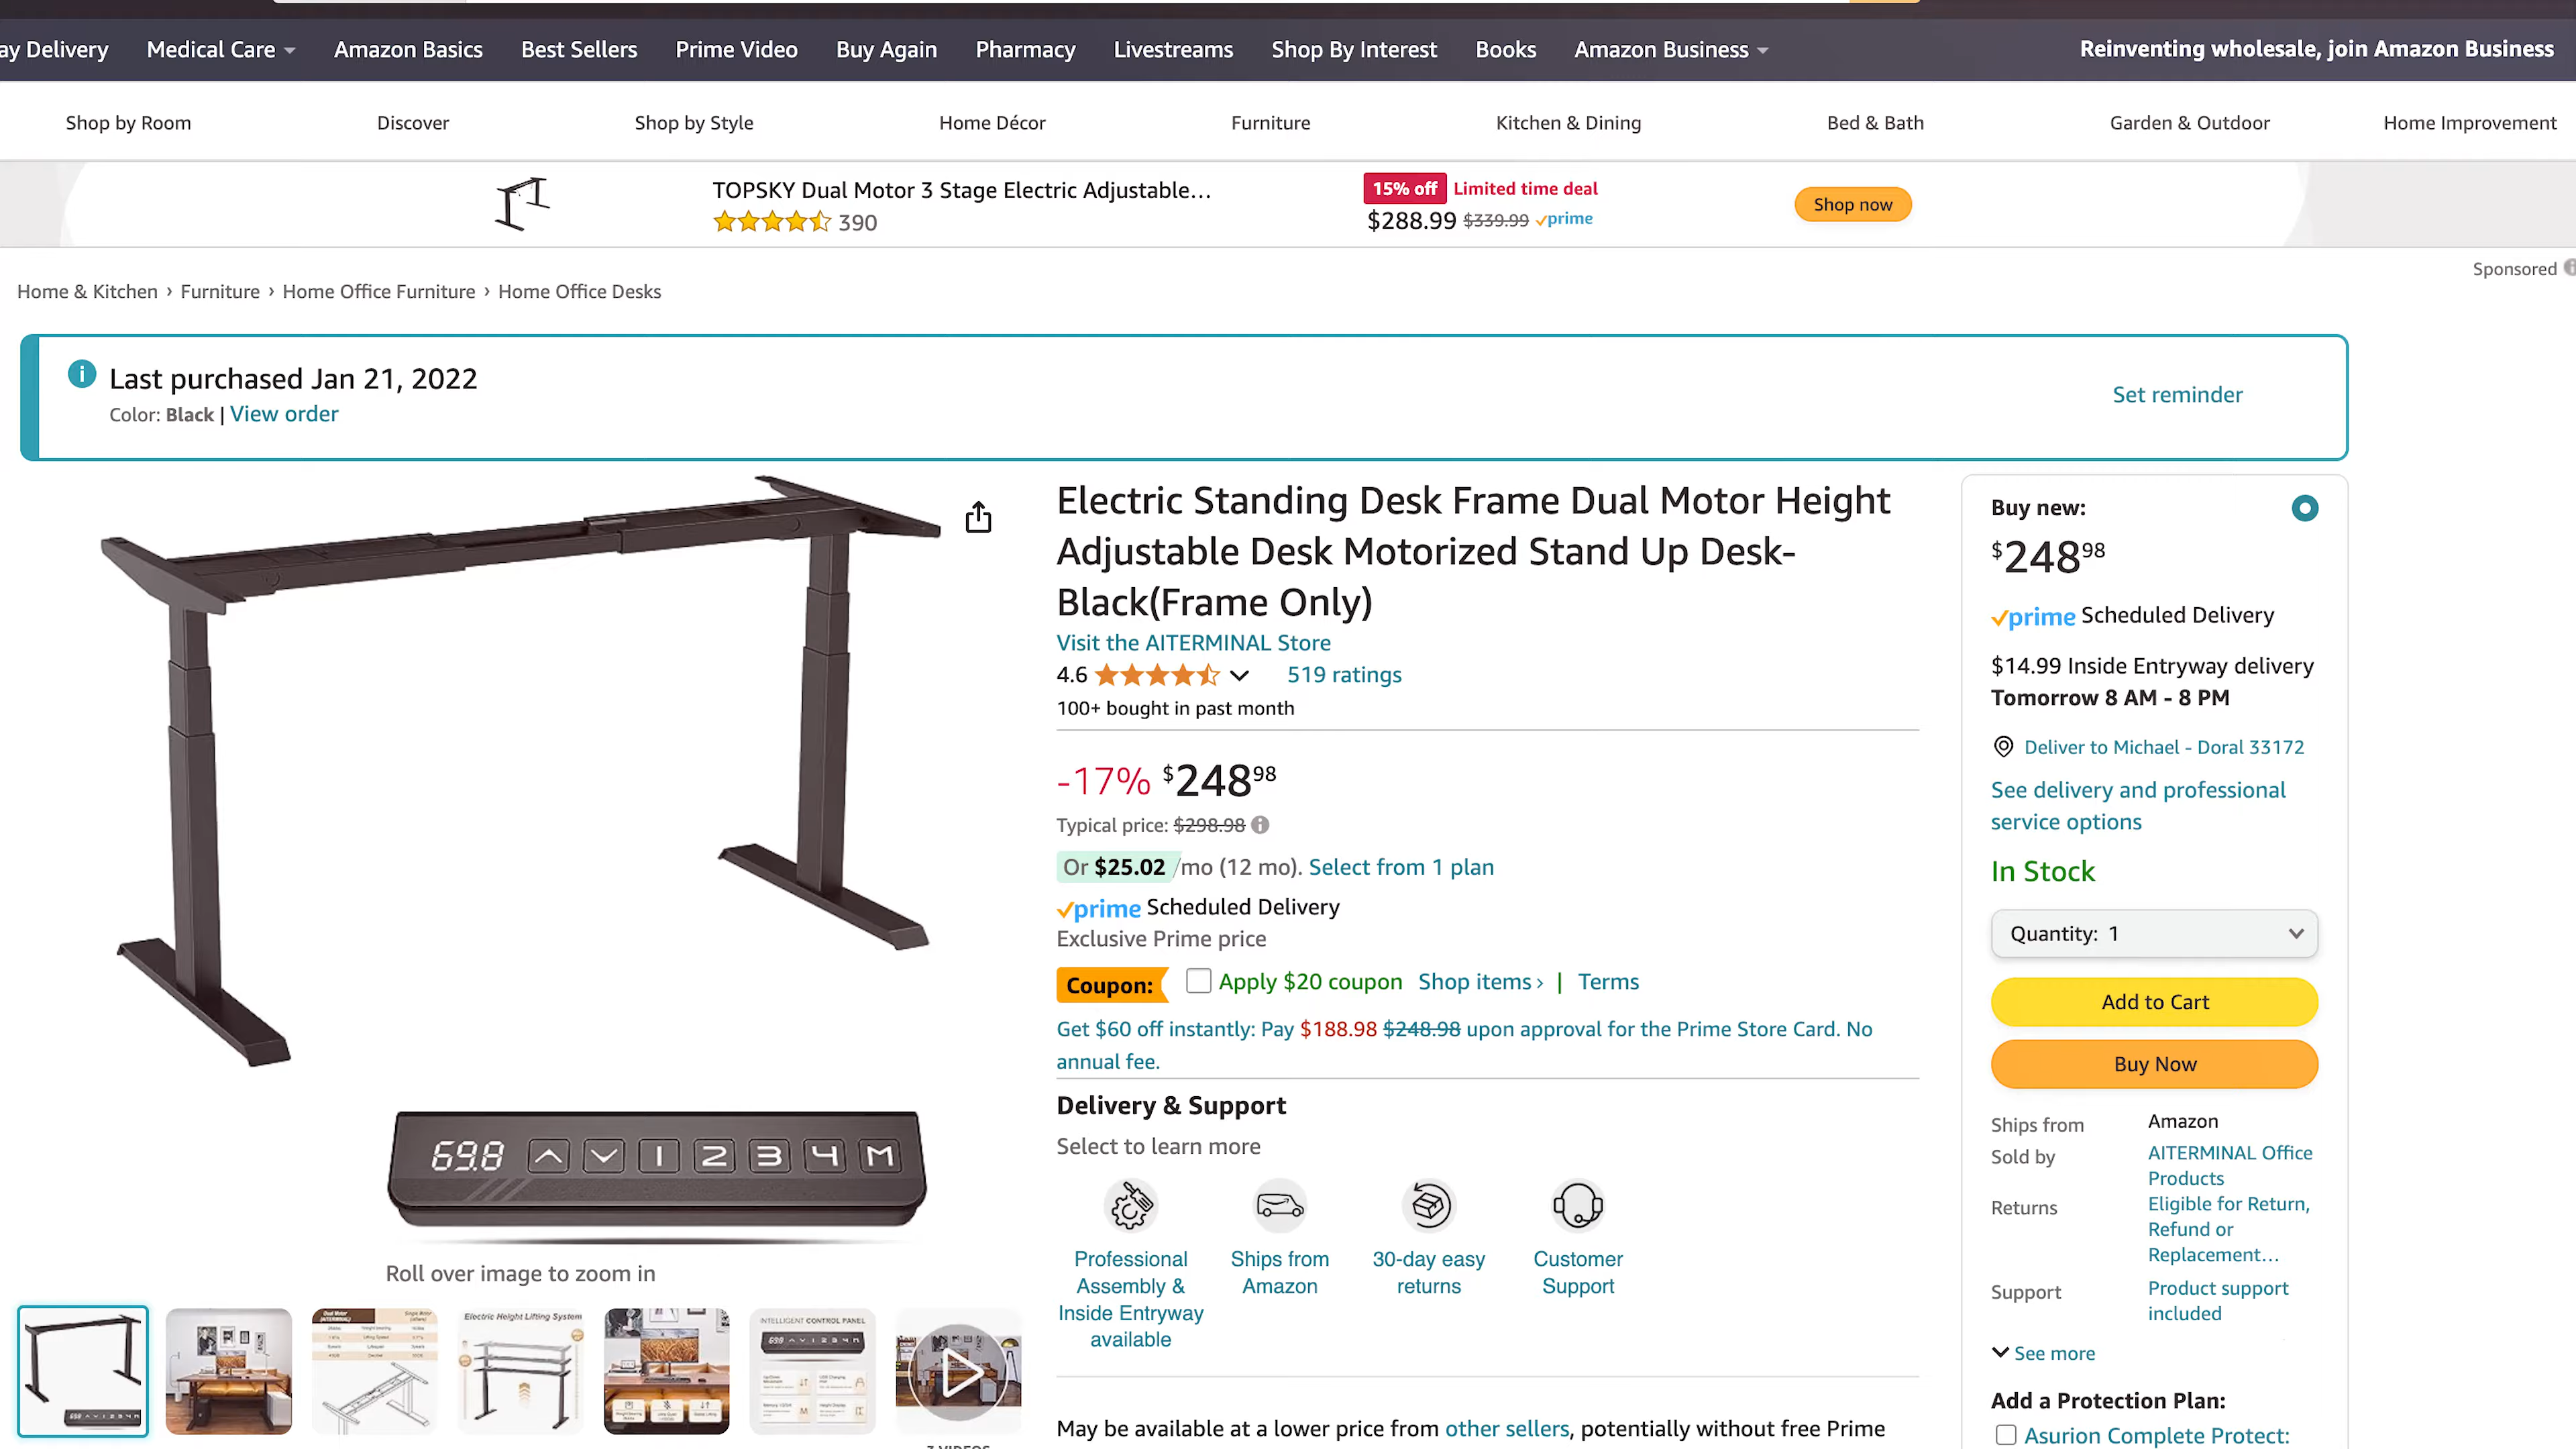 ay Delivery Medical Care Amazon Basics Best Sellers Prime Video Buy Again Pharmacy Livestreams Shop By Interest Books Amazon Business Reinventing wholesale, join Amazon Business
Shop by Room Discover Shop by Style Home Décor Furniture Kitchen & Dining Bed & Bath Garden & Outdoor Home Improvement
TOPSKY Dual Motor 3 Stage Electric Adjustable...
390
15% off Limited time deal
$288.99 $339.99 prime
Shop now
Sponsored
Home & Kitchen › Furniture › Home Office Furniture › Home Office Desks
Last purchased Jan 21, 2022
Color: Black | View order
Set reminder
69.8 1 2 3 4 M
Roll over image to zoom in
Electric Height Lifting System
INTELLIGENT CONTROL PANEL
Electric Standing Desk Frame Dual Motor Height
Adjustable Desk Motorized Stand Up Desk-
Black(Frame Only)
Visit the AITERMINAL Store
4.6 519 ratings
100+ bought in past month
-17% $248 98
Typical price: $298.98
Or $25.02 /mo (12 mo). Select from 1 plan
prime Scheduled Delivery
Exclusive Prime price
Coupon: Apply $20 coupon Shop items › | Terms
Get $60 off instantly: Pay $188.98 $248.98 upon approval for the Prime Store Card. No
annual fee.
Delivery & Support
Select to learn more
Professional
Assembly &
Inside Entryway
available
Ships from
Amazon
30-day easy
returns
Customer
Support
May be available at a lower price from other sellers, potentially without free Prime
Buy new:
$248 98
prime Scheduled Delivery
$14.99 Inside Entryway delivery
Tomorrow 8 AM - 8 PM
Deliver to Michael - Doral 33172
See delivery and professional
service options
In Stock
Quantity: 1
Add to Cart
Buy Now
Ships from Amazon
Sold by AITERMINAL Office
Products
Returns Eligible for Return,
Refund or
Replacement...
Support Product support
included
See more
Add a Protection Plan:
Asurion Complete Protect: